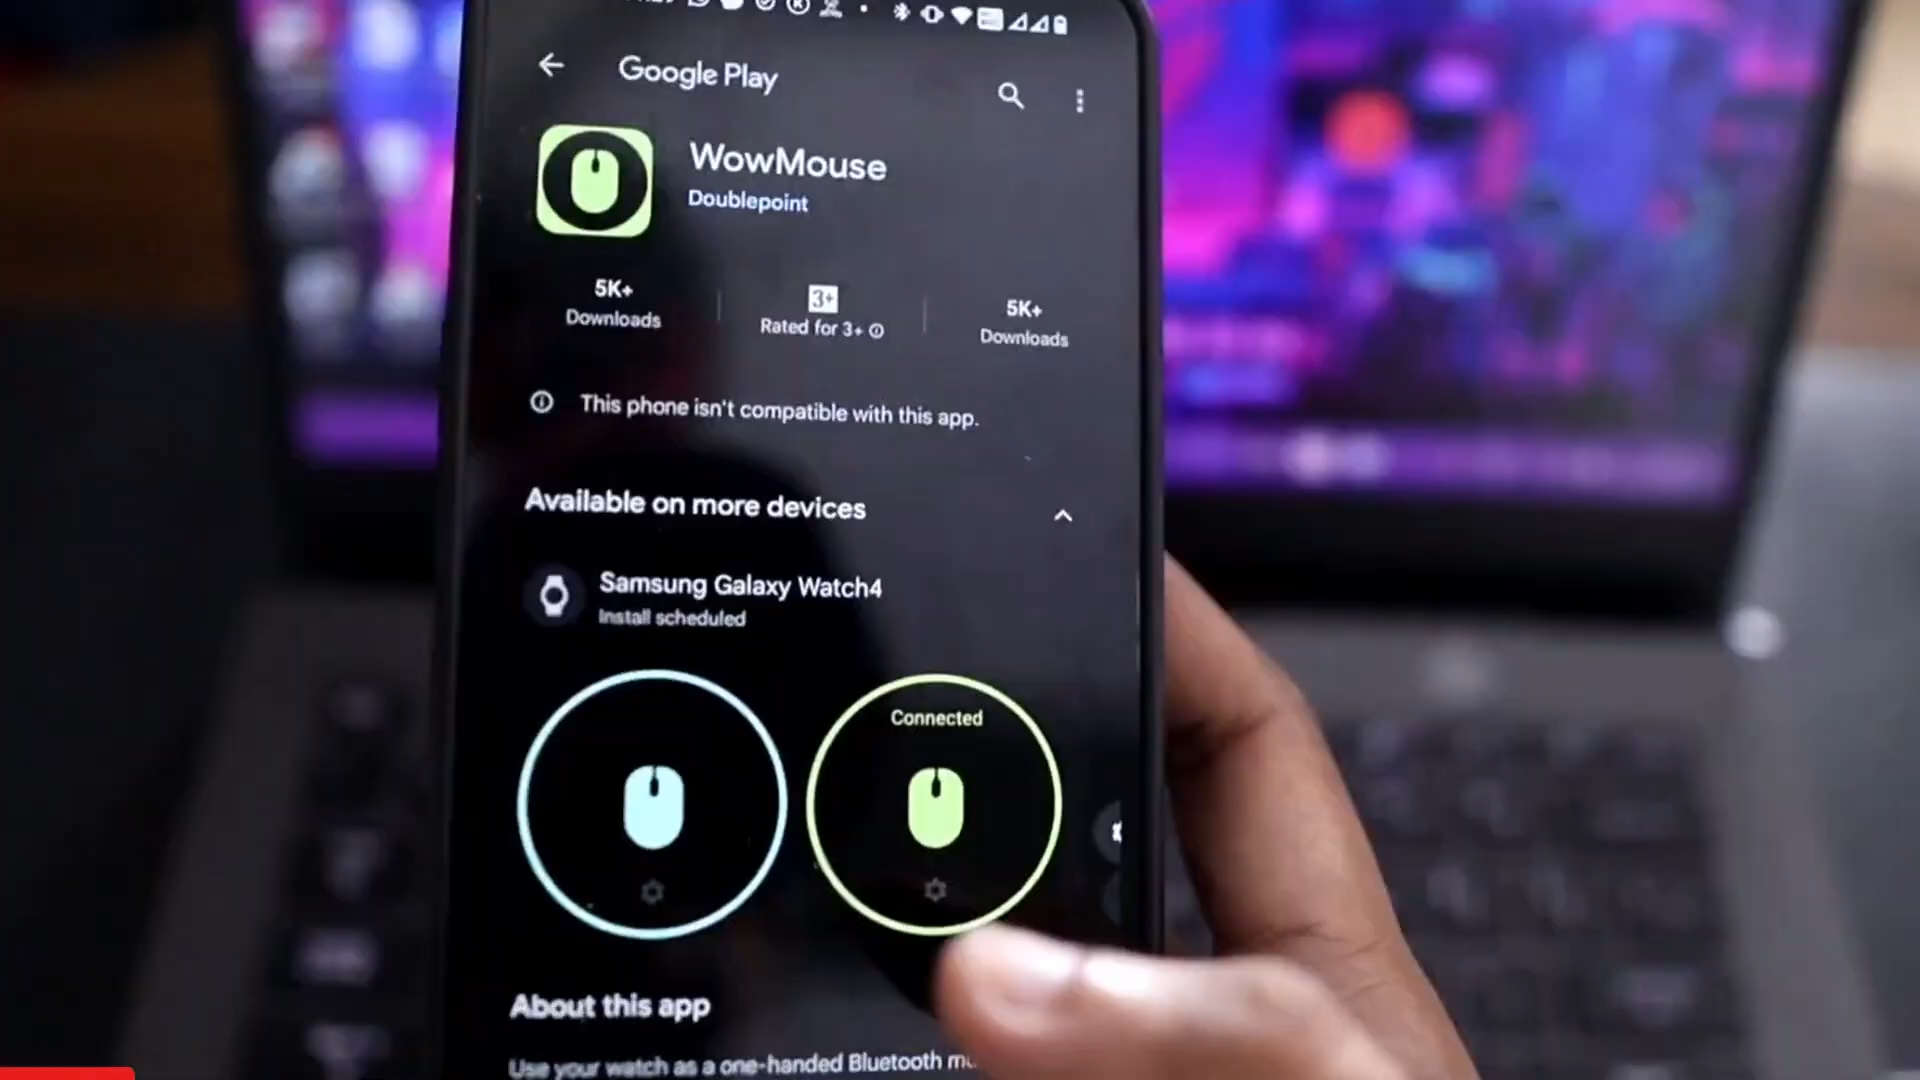 Google Play
WowMouse
Doublepoint
5K+
Downloads
3+
Rated for 3+
5K+
Downloads
This phone isn't compatible with this app.
Available on more devices
Samsung Galaxy Watch4
Install scheduled
Connected
About this app
Use your watch as a one-handed Bluetooth